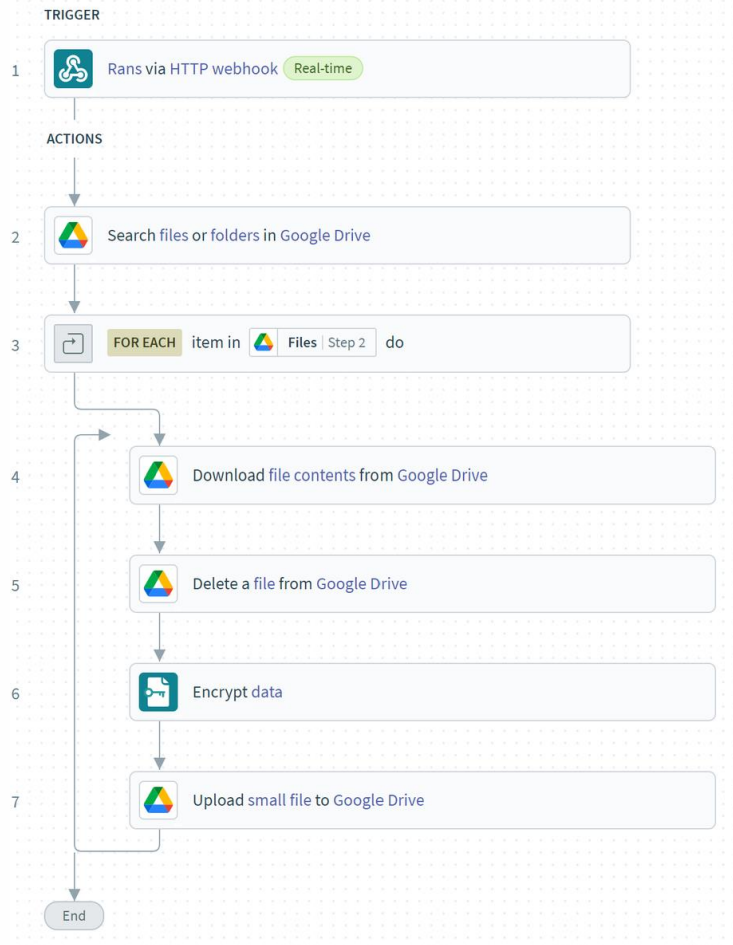 TRIGGER
1 Rans via HTTP webhook Real-time
ACTIONS
2 Search files or folders in Google Drive
3 FOR EACH item in Files Step 2 do
4 Download file contents from Google Drive
5 Delete a file from Google Drive
6 Encrypt data
7 Upload small file to Google Drive
End